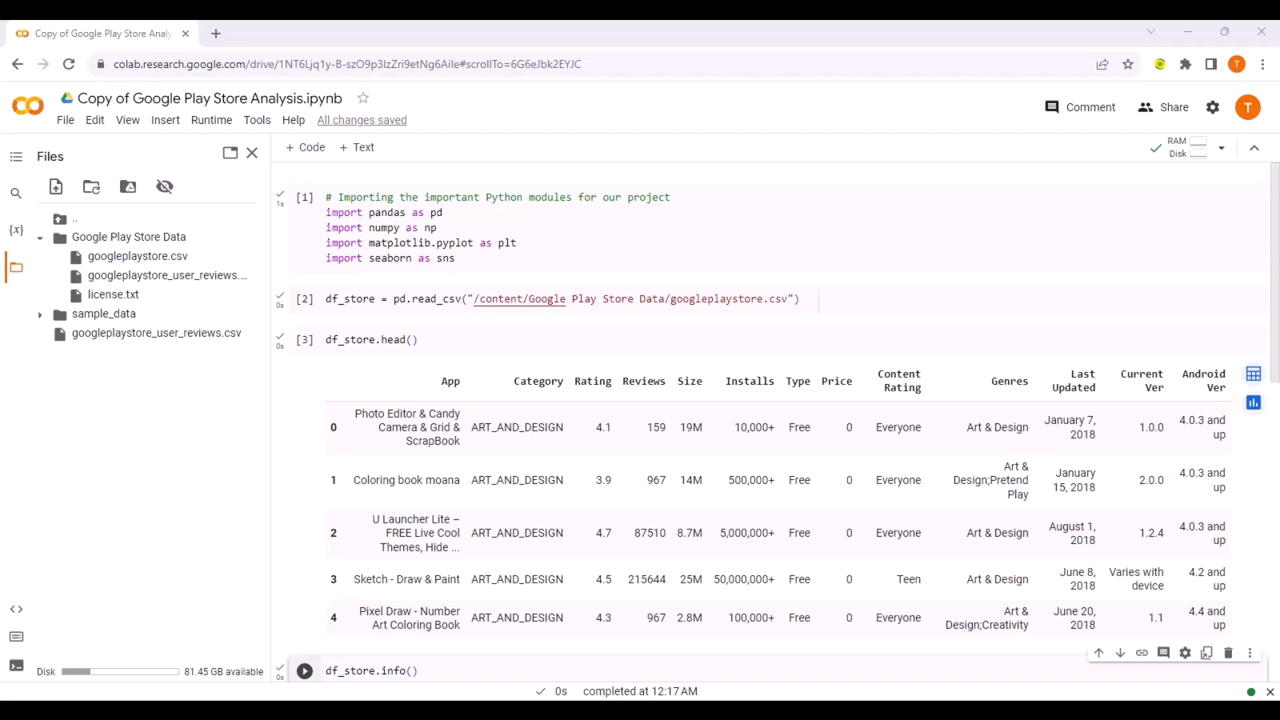 Copy of Google Play Store Analy
colab.research.google.com/drive/1NT6Ljq1y-B-szO9p3lzZri9etNg6AiIe#scrollTo=6G6eJbk2EYJC
T
Copy of Google Play Store Analysis.ipynb
Comment
Share
T
File Edit View Insert Runtime Tools Help All changes saved
Files
+ Code + Text
RAM
Disk
..
Google Play Store Data
googleplaystore.csv
googleplaystore_user_reviews....
license.txt
sample_data
googleplaystore_user_reviews.csv
{x}
Disk 81.45 GB available
1s
[1] # Importing the important Python modules for our project
import pandas as pd
import numpy as np
import matplotlib.pyplot as plt
import seaborn as sns
0s
[2] df_store = pd.read_csv("/content/Google Play Store Data/googleplaystore.csv")
0s
[3] df_store.head()
App Category Rating Reviews Size Installs Type Price Content Rating Genres Last Updated Current Ver Android Ver
0 Photo Editor & Candy Camera & Grid & ScrapBook ART_AND_DESIGN 4.1 159 19M 10,000+ Free 0 Everyone Art & Design January 7, 2018 1.0.0 4.0.3 and up
1 Coloring book moana ART_AND_DESIGN 3.9 967 14M 500,000+ Free 0 Everyone Art & Design;Pretend Play January 15, 2018 2.0.0 4.0.3 and up
2 U Launcher Lite – FREE Live Cool Themes, Hide ... ART_AND_DESIGN 4.7 87510 8.7M 5,000,000+ Free 0 Everyone Art & Design August 1, 2018 1.2.4 4.0.3 and up
3 Sketch - Draw & Paint ART_AND_DESIGN 4.5 215644 25M 50,000,000+ Free 0 Teen Art & Design June 8, 2018 Varies with device 4.2 and up
4 Pixel Draw - Number Art Coloring Book ART_AND_DESIGN 4.3 967 2.8M 100,000+ Free 0 Everyone Art & Design;Creativity June 20, 2018 1.1 4.4 and up
0s
df_store.info()
0s completed at 12:17 AM